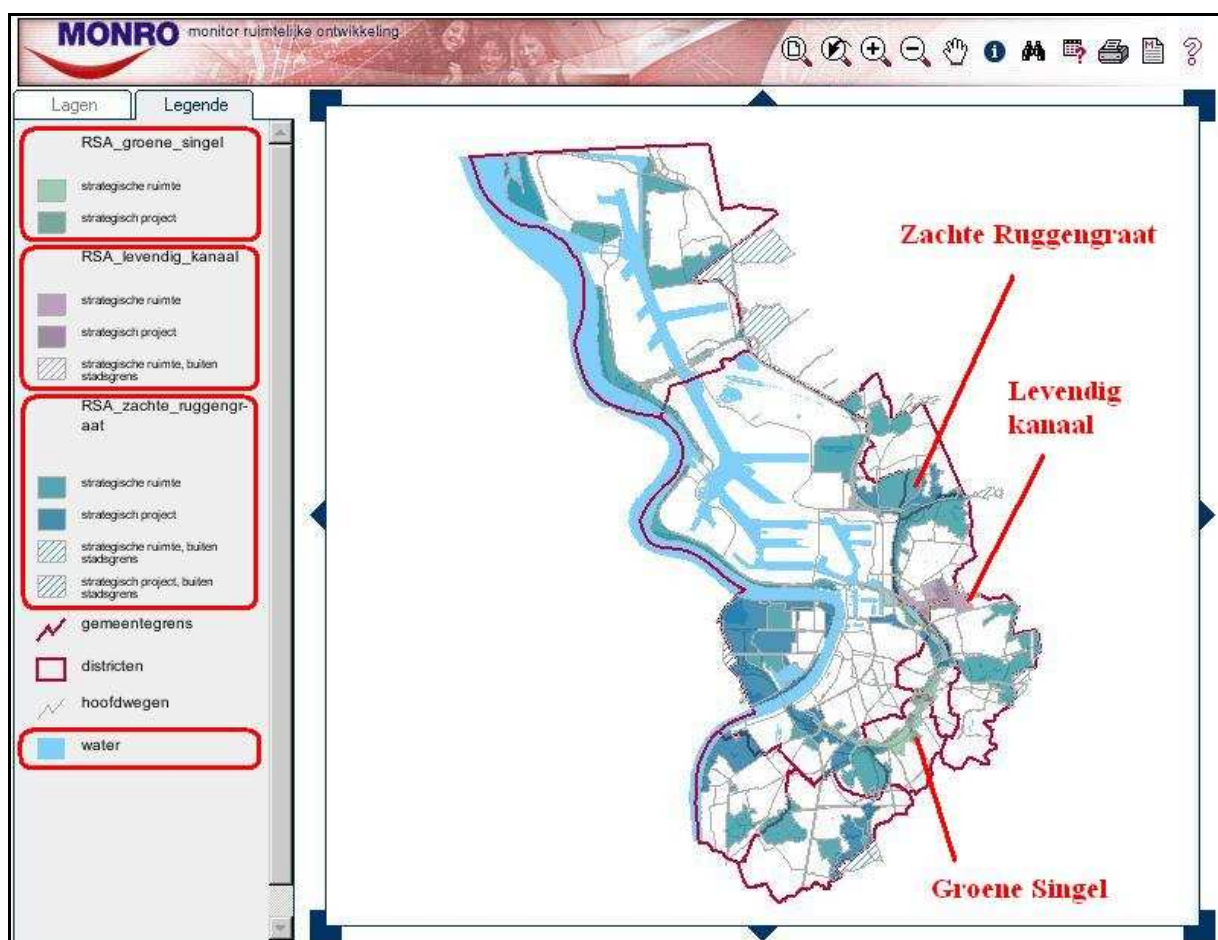 MONRO monitor ruimtelijke ontwikkeling
Lagen
Legende
RSA_groene_singel
strategische ruimte
strategisch project
RSA_levendig_kanaal
strategische ruimte
strategisch project
strategische ruimte, buiten
stadsgrens
RSA_zachte_ruggengr-
aat
strategische ruimte
strategisch project
strategische ruimte, buiten
stadsgrens
strategisch project, buiten
stadsgrens
gemeentegrens
districten
hoofdwegen
water
Zachte Ruggengraat
Levendig
kanaal
Groene Singel